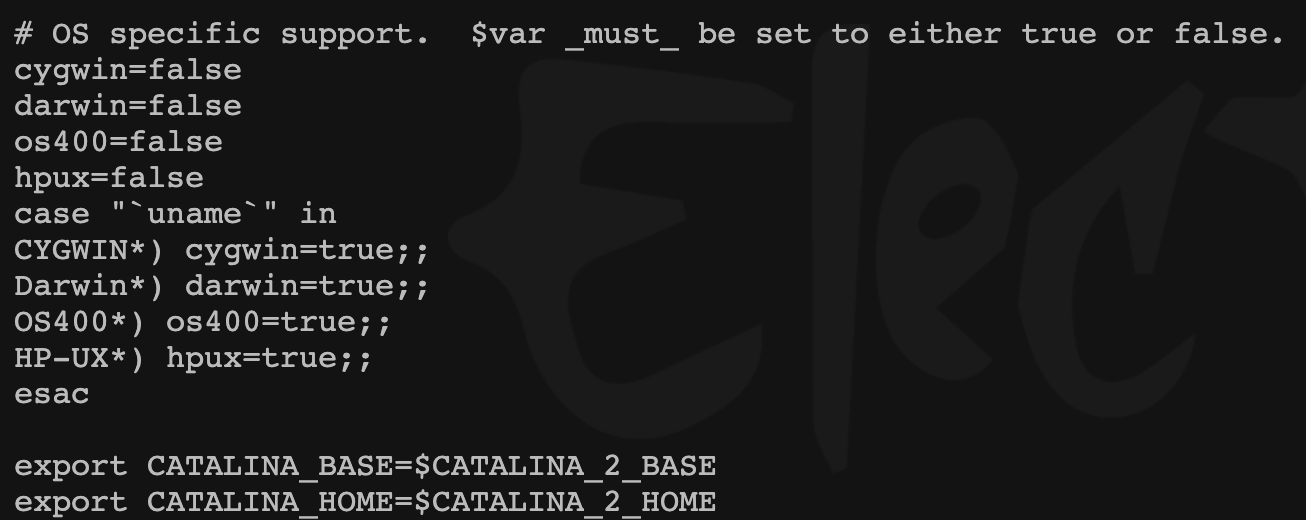 # OS specific support.  $var _must_ be set to either true or false.
cygwin=false
darwin=false
os400=false
hpux=false
case "`uname`" in
CYGWIN*) cygwin=true;;
Darwin*) darwin=true;;
OS400*) os400=true;;
HP-UX*) hpux=true;;
esac

export CATALINA_BASE=$CATALINA_2_BASE
export CATALINA_HOME=$CATALINA_2_HOME